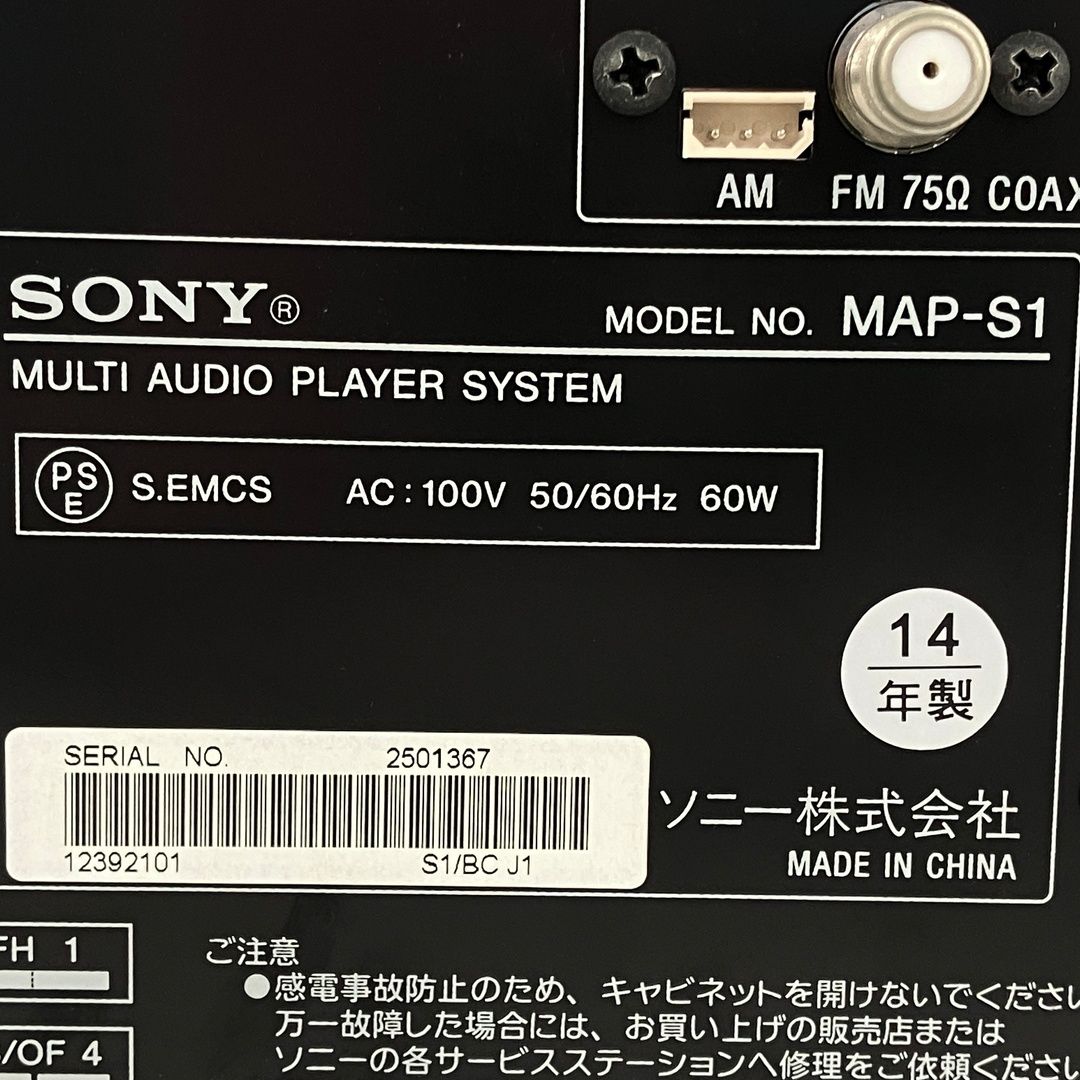 AM
FM 75Ω COAX
SONY®
MODEL NO. MAP-S1
MULTI AUDIO PLAYER SYSTEM
PSE S.EMCS AC:100V 50/60Hz 60W
14
年製
SERIAL NO. 2501367
12392101 S1/BC J1
ソニー株式会社
MADE IN CHINA
FH 1
/OF 4
ご注意
●感電事故防止のため、キャビネットを開けないでください
万一故障した場合には、お買い上げの販売店または
ソニーの各サービスステーションへ修理をご依頼ください